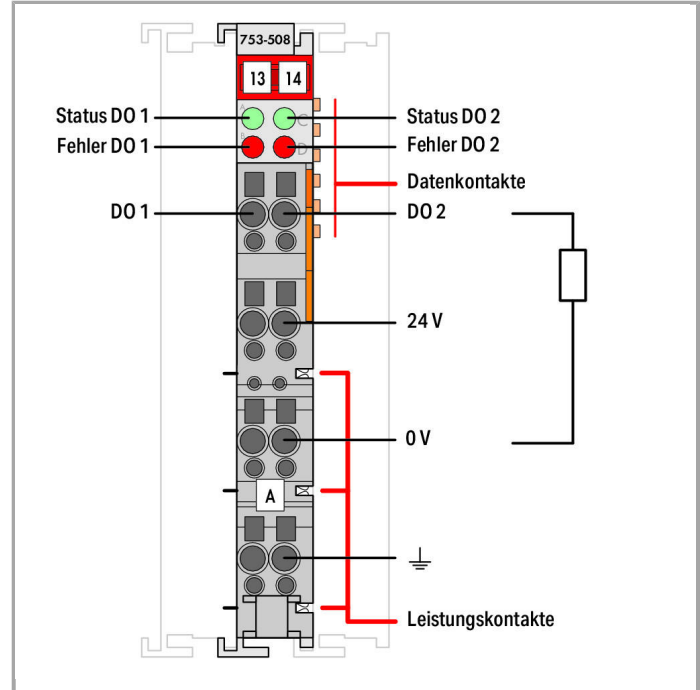 753-508
13 14
A C
Status DO 1 Status DO 2
B D
Fehler DO 1 Fehler DO 2
Datenkontakte
DO 1 DO 2
24 V
0 V
A
Leistungskontakte